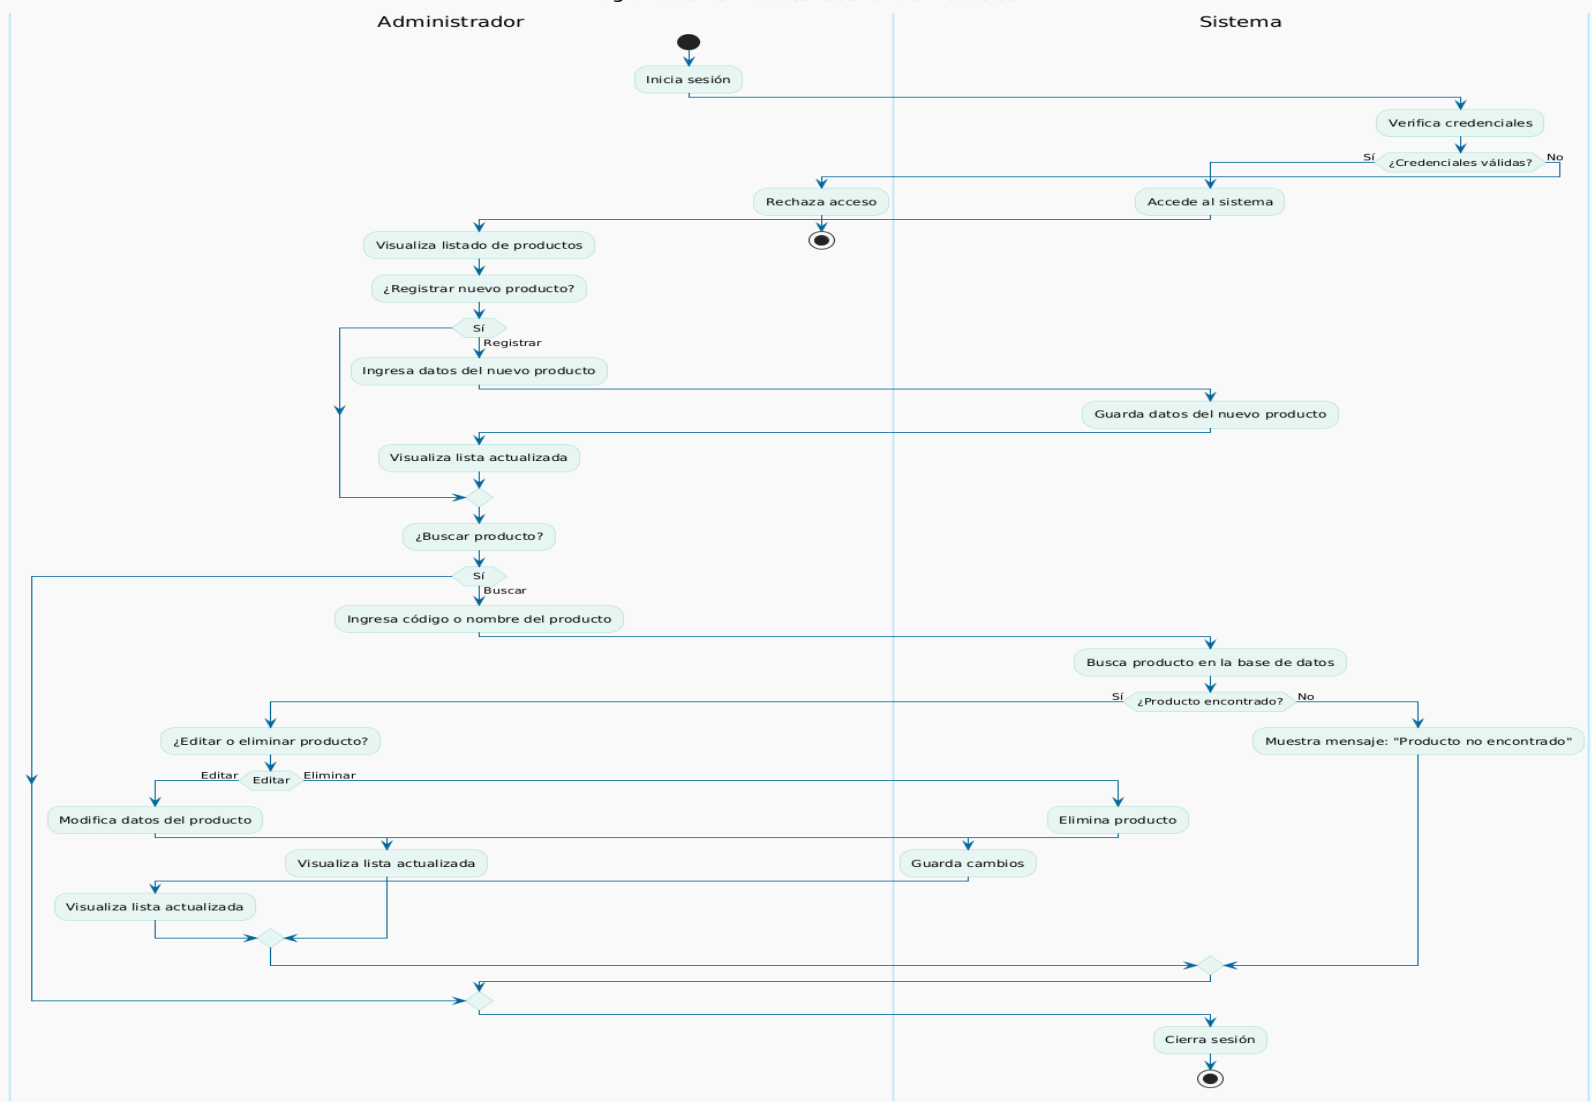 Administrador
Sistema
Inicia sesión
Verifica credenciales
Sí
¿Credenciales válidas?
No
Rechaza acceso
Accede al sistema
Visualiza listado de productos
¿Registrar nuevo producto?
Sí
Registrar
Ingresa datos del nuevo producto
Guarda datos del nuevo producto
Visualiza lista actualizada
¿Buscar producto?
Sí
Buscar
Ingresa código o nombre del producto
Busca producto en la base de datos
Sí
¿Producto encontrado?
No
¿Editar o eliminar producto?
Muestra mensaje: "Producto no encontrado"
Editar
Editar
Eliminar
Modifica datos del producto
Elimina producto
Visualiza lista actualizada
Guarda cambios
Visualiza lista actualizada
Cierra sesión